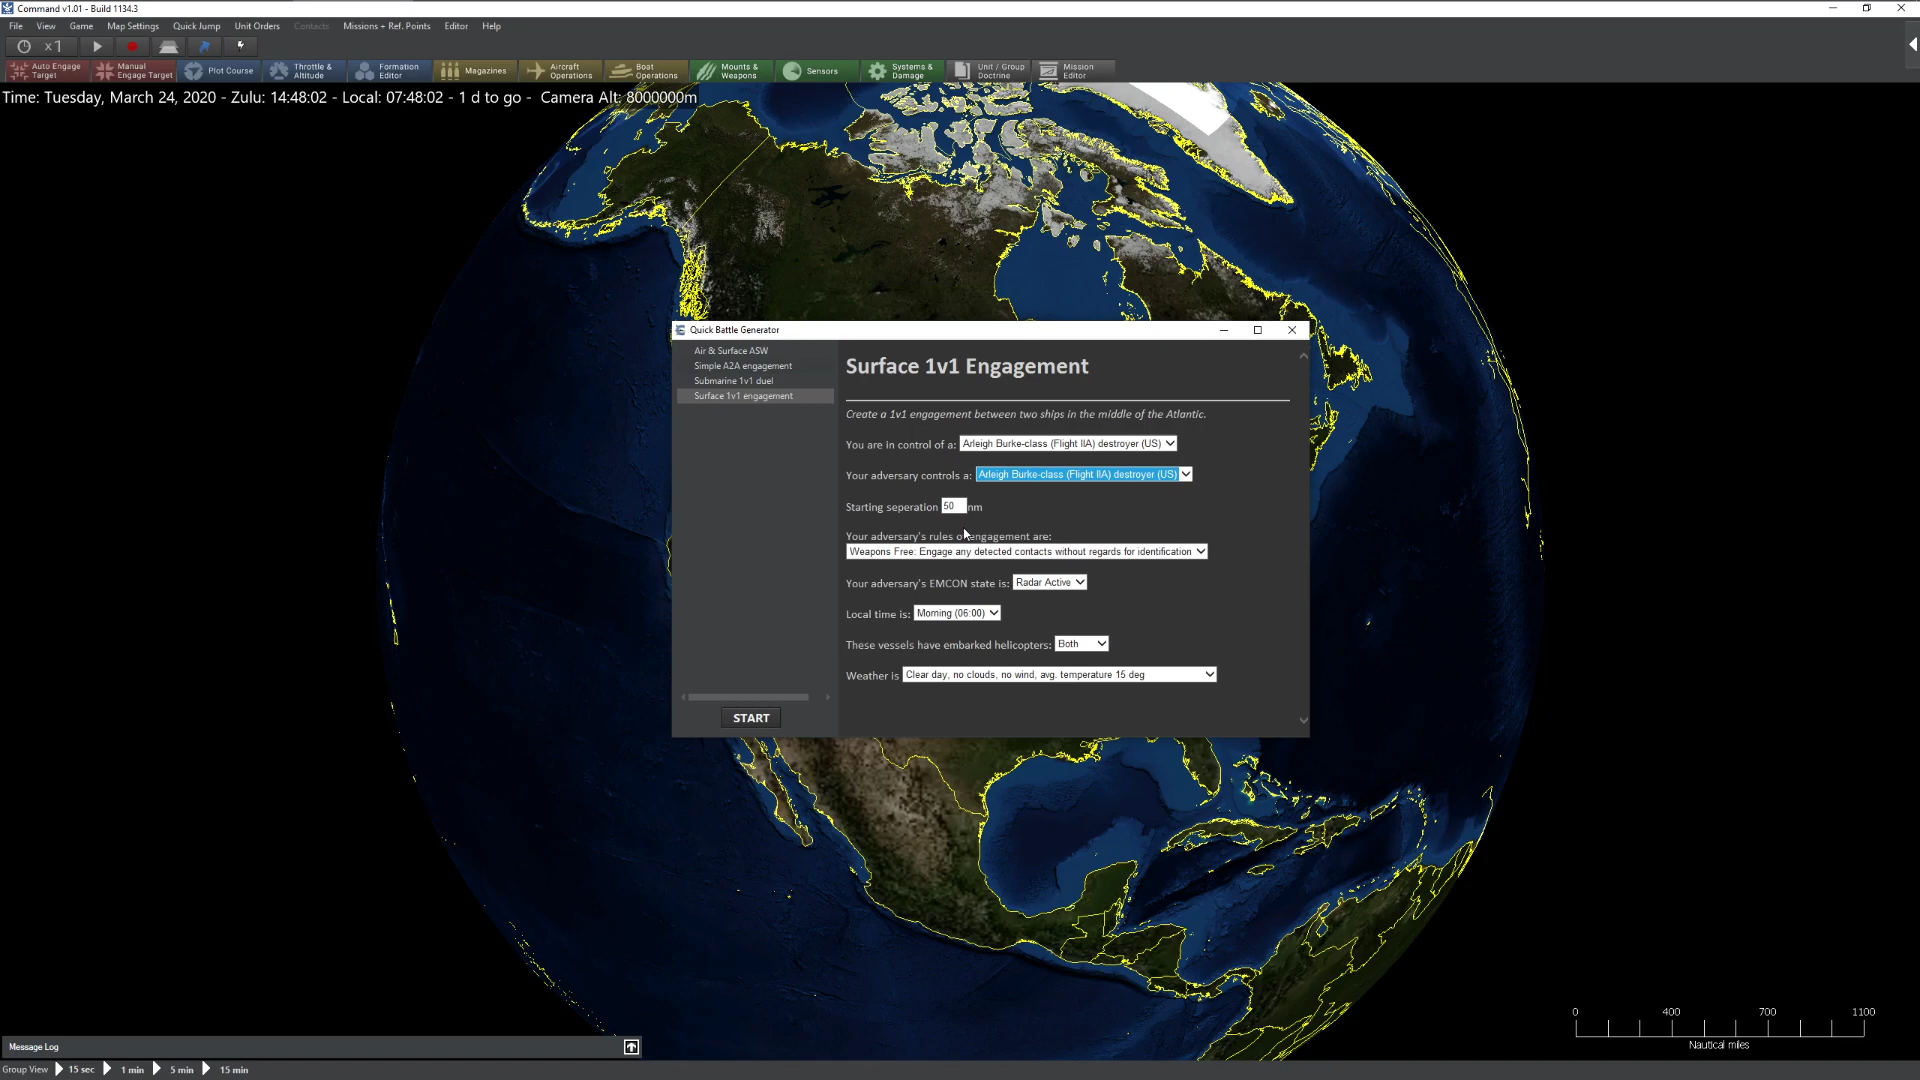 Command v1.01 - Build 1134.3
File View Game Map Settings Quick Jump Unit Orders Contacts Missions + Ref. Points Editor Help
x1
Auto Engage Target Manual Engage Target Plot Course Throttle & Altitude Formation Editor Magazines Aircraft Operations Boat Operations Mounts & Weapons Sensors Systems & Damage Unit / Group Doctrine Mission Editor
Time: Tuesday, March 24, 2020 - Zulu: 14:48:02 - Local: 07:48:02 - 1 d to go - Camera Alt: 8000000m
Quick Battle Generator
Air & Surface ASW
Simple A2A engagement
Submarine 1v1 duel
Surface 1v1 engagement
START
Surface 1v1 Engagement
Create a 1v1 engagement between two ships in the middle of the Atlantic.
You are in control of a: Arleigh Burke-class (Flight IIA) destroyer (US)
Your adversary controls a: Arleigh Burke-class (Flight IIA) destroyer (US)
Starting seperation 50 nm
Your adversary's rules of engagement are:
Weapons Free: Engage any detected contacts without regards for identification
Your adversary's EMCON state is: Radar Active
Local time is: Morning (06:00)
These vessels have embarked helicopters: Both
Weather is Clear day, no clouds, no wind, avg. temperature 15 deg
0 400 700 1100
Nautical miles
Message Log
Group View 15 sec 1 min 5 min 15 min